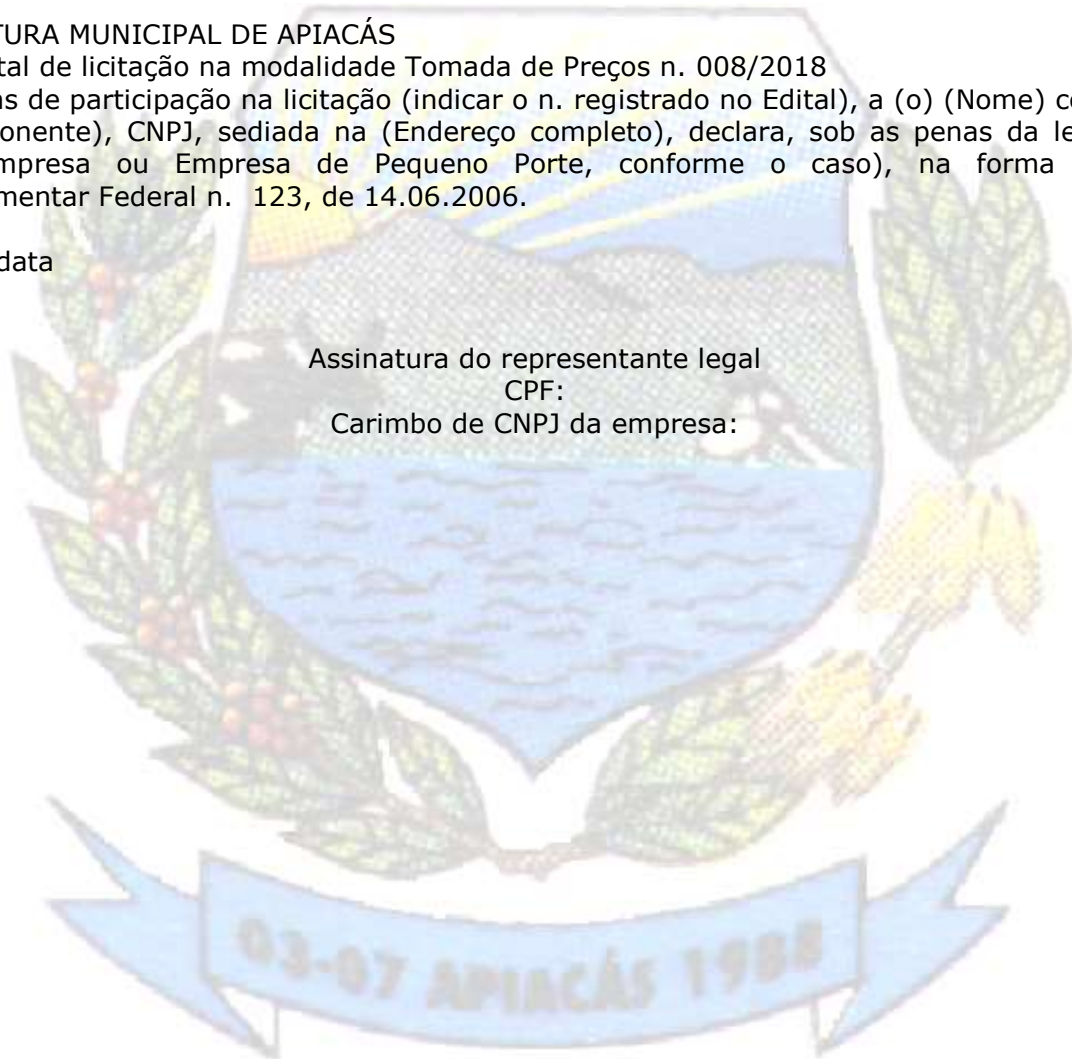 TURA MUNICIPAL DE APIACÁS
tal de licitação na modalidade Tomada de Preços n. 008/2018
as de participação na licitação (indicar o n. registrado no Edital), a (o) (Nome) co
onente), CNPJ, sediada na (Endereço completo), declara, sob as penas da le
mpresa ou Empresa de Pequeno Porte, conforme o caso), na forma
mentar Federal n. 123, de 14.06.2006.
data
Assinatura do representante legal
CPF:
Carimbo de CNPJ da empresa:
03-07 APIACÁS 1988